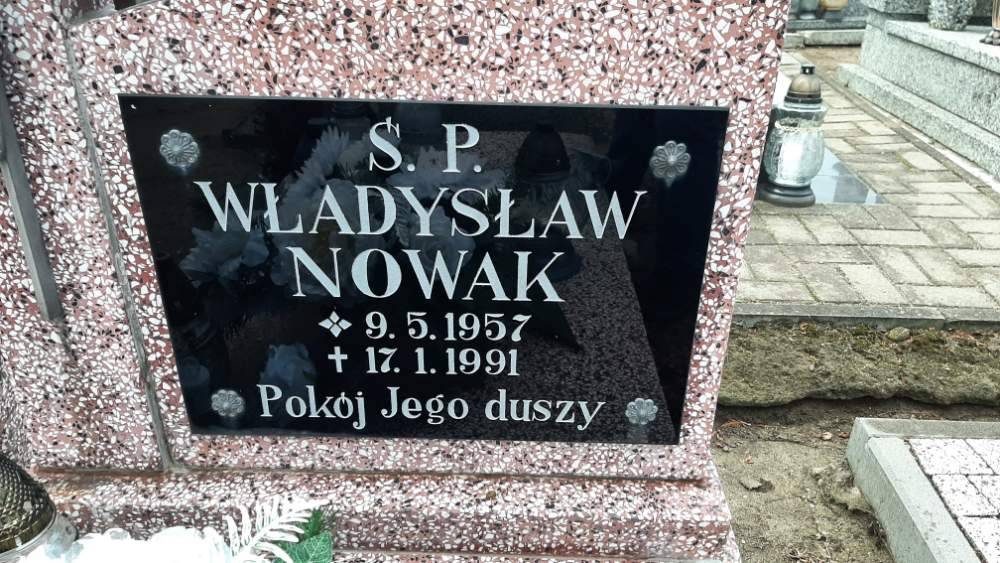 Ś. P.
WŁADYSŁAW
NOWAK
9. 5. 1957
✝ 17. 1. 1991
Pokój Jego duszy